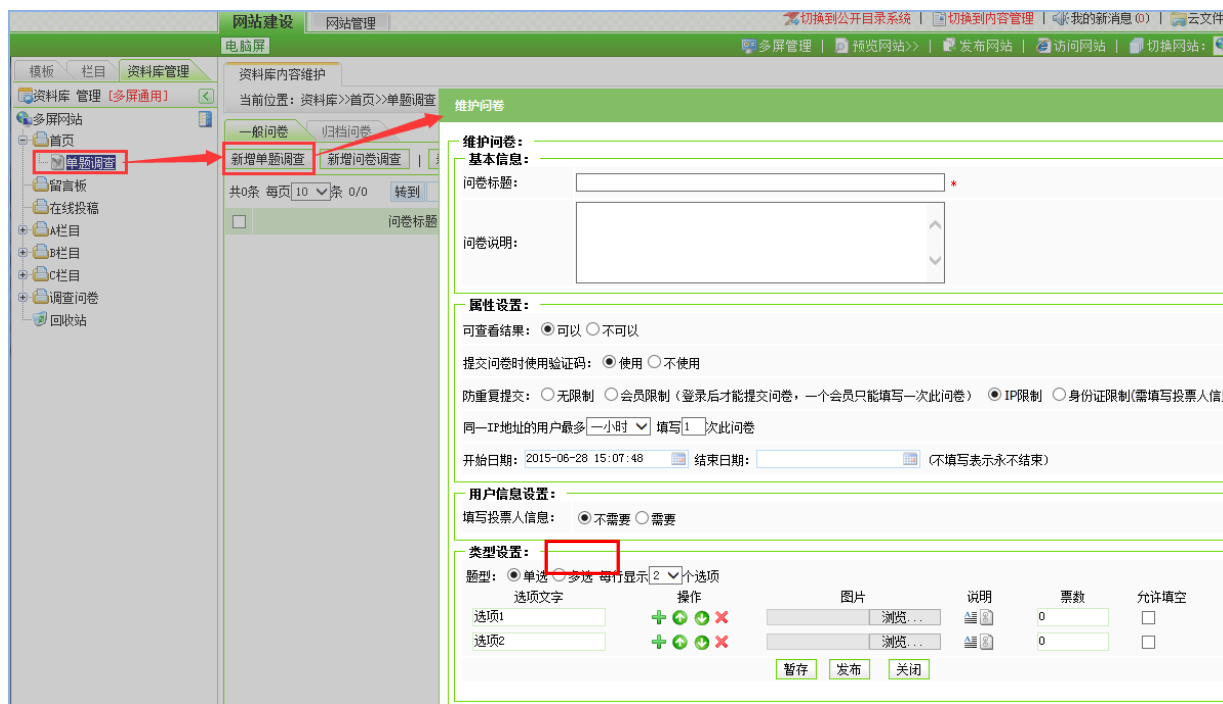 网站建设 网站管理 切换到公开目录系统 | 切换到内容管理 | 我的新消息(0) | 云文件
电脑屏 多屏管理 | 预览网站>> | 发布网站 | 访问网站 | 切换网站:
模板 栏目 资料库管理
资料库 管理 [多屏通用]
多屏网站
首页
单题调查
留言板
在线投稿
A栏目
B栏目
C栏目
调查问卷
回收站
资料库内容维护
当前位置: 资料库>>首页>>单题调查
一般问卷 归档问卷
新增单题调查 新增问卷调查 |
共0条 每页 10 条 0/0 转到
问卷标题
维护问卷
维护问卷:
基本信息:
问卷标题: *
问卷说明:
属性设置:
可查看结果: 可以 不可以
提交问卷时使用验证码: 使用 不使用
防重复提交: 无限制 会员限制(登录后才能提交问卷,一个会员只能填写一次此问卷) IP限制 身份证限制(需填写投票人信
同一IP地址的用户最多 一小时 填写 1 次此问卷
开始日期: 2015-06-28 15:07:48 结束日期: (不填写表示永不结束)
用户信息设置:
填写投票人信息: 不需要 需要
类型设置:
题型: 单选 多选 每行显示 2 个选项
选项文字 操作 图片 说明 票数 允许填空
选项1 浏览... 0
选项2 浏览... 0
暂存 发布 关闭